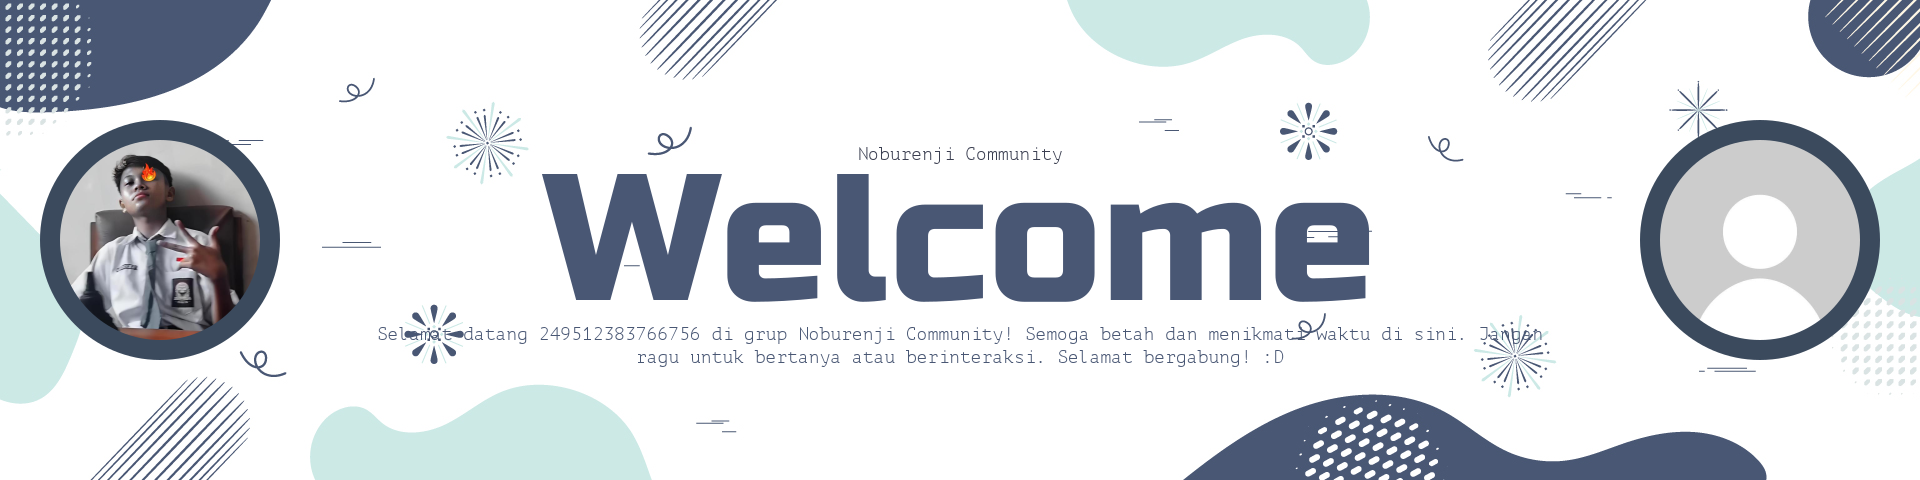 Noburenji Community
Welcome
Selamat datang 249512383766756 di grup Noburenji Community! Semoga betah dan menikmati waktu di sini. Jangan
ragu untuk bertanya atau berinteraksi. Selamat bergabung! :D